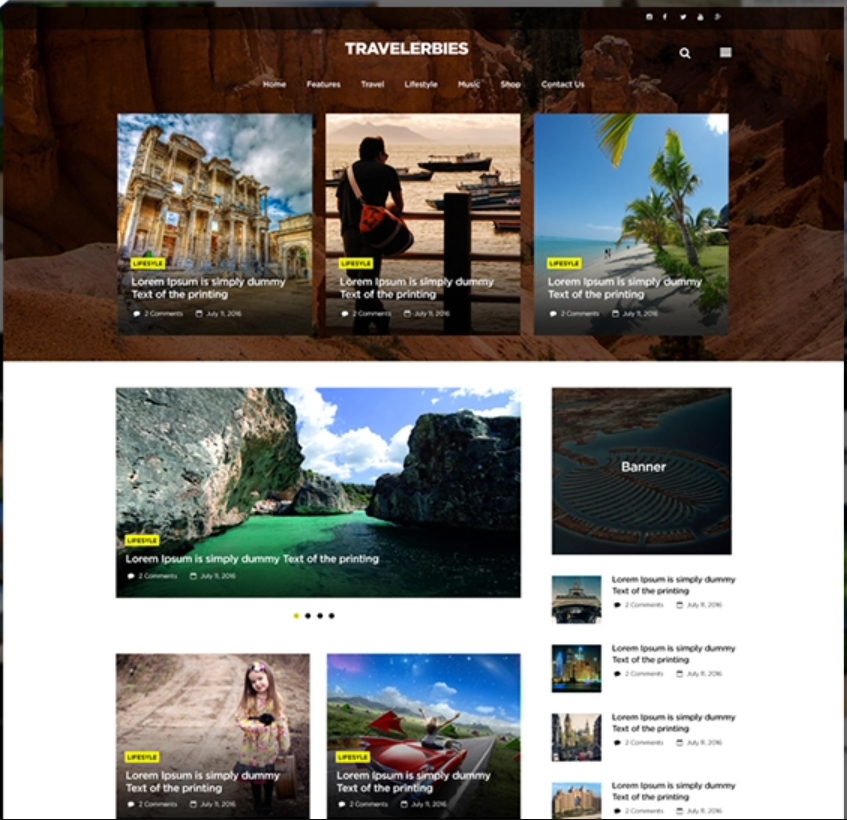 TRAVELERBIES
Home Features Travel Lifestyle Music Shop Contact Us
LIFESYLE
Lorem Ipsum is simply dummy
Text of the printing
2 Comments July 11, 2016
LIFESYLE
Lorem Ipsum is simply dummy
Text of the printing
2 Comments July 11, 2016
LIFESYLE
Lorem Ipsum is simply dummy
Text of the printing
2 Comments July 11, 2016
LIFESYLE
Lorem Ipsum is simply dummy Text of the printing
2 Comments July 11, 2016
LIFESYLE
Lorem Ipsum is simply dummy
Text of the printing
2 Comments July 11, 2016
LIFESYLE
Lorem Ipsum is simply dummy
Text of the printing
2 Comments July 11, 2016
Banner
Lorem Ipsum is simply dummy
Text of the printing
2 Comments July 11, 2016
Lorem Ipsum is simply dummy
Text of the printing
2 Comments July 11, 2016
Lorem Ipsum is simply dummy
Text of the printing
2 Comments July 11, 2016
Lorem Ipsum is simply dummy
Text of the printing
2 Comments July 11, 2016